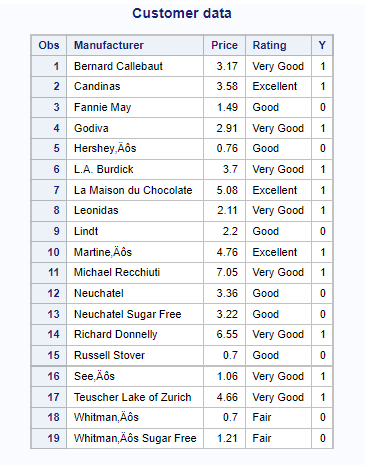 Customer data
Obs Manufacturer Price Rating Y
1 Bernard Callebaut 3.17 Very Good 1
2 Candinas 3.58 Excellent 1
3 Fannie May 1.49 Good 0
4 Godiva 2.91 Very Good 1
5 Hershey‚Äôs 0.76 Good 0
6 L.A. Burdick 3.7 Very Good 1
7 La Maison du Chocolate 5.08 Excellent 1
8 Leonidas 2.11 Very Good 1
9 Lindt 2.2 Good 0
10 Martine‚Äôs 4.76 Excellent 1
11 Michael Recchiuti 7.05 Very Good 1
12 Neuchatel 3.36 Good 0
13 Neuchatel Sugar Free 3.22 Good 0
14 Richard Donnelly 6.55 Very Good 1
15 Russell Stover 0.7 Good 0
16 See‚Äôs 1.06 Very Good 1
17 Teuscher Lake of Zurich 4.66 Very Good 1
18 Whitman‚Äôs 0.7 Fair 0
19 Whitman‚Äôs Sugar Free 1.21 Fair 0